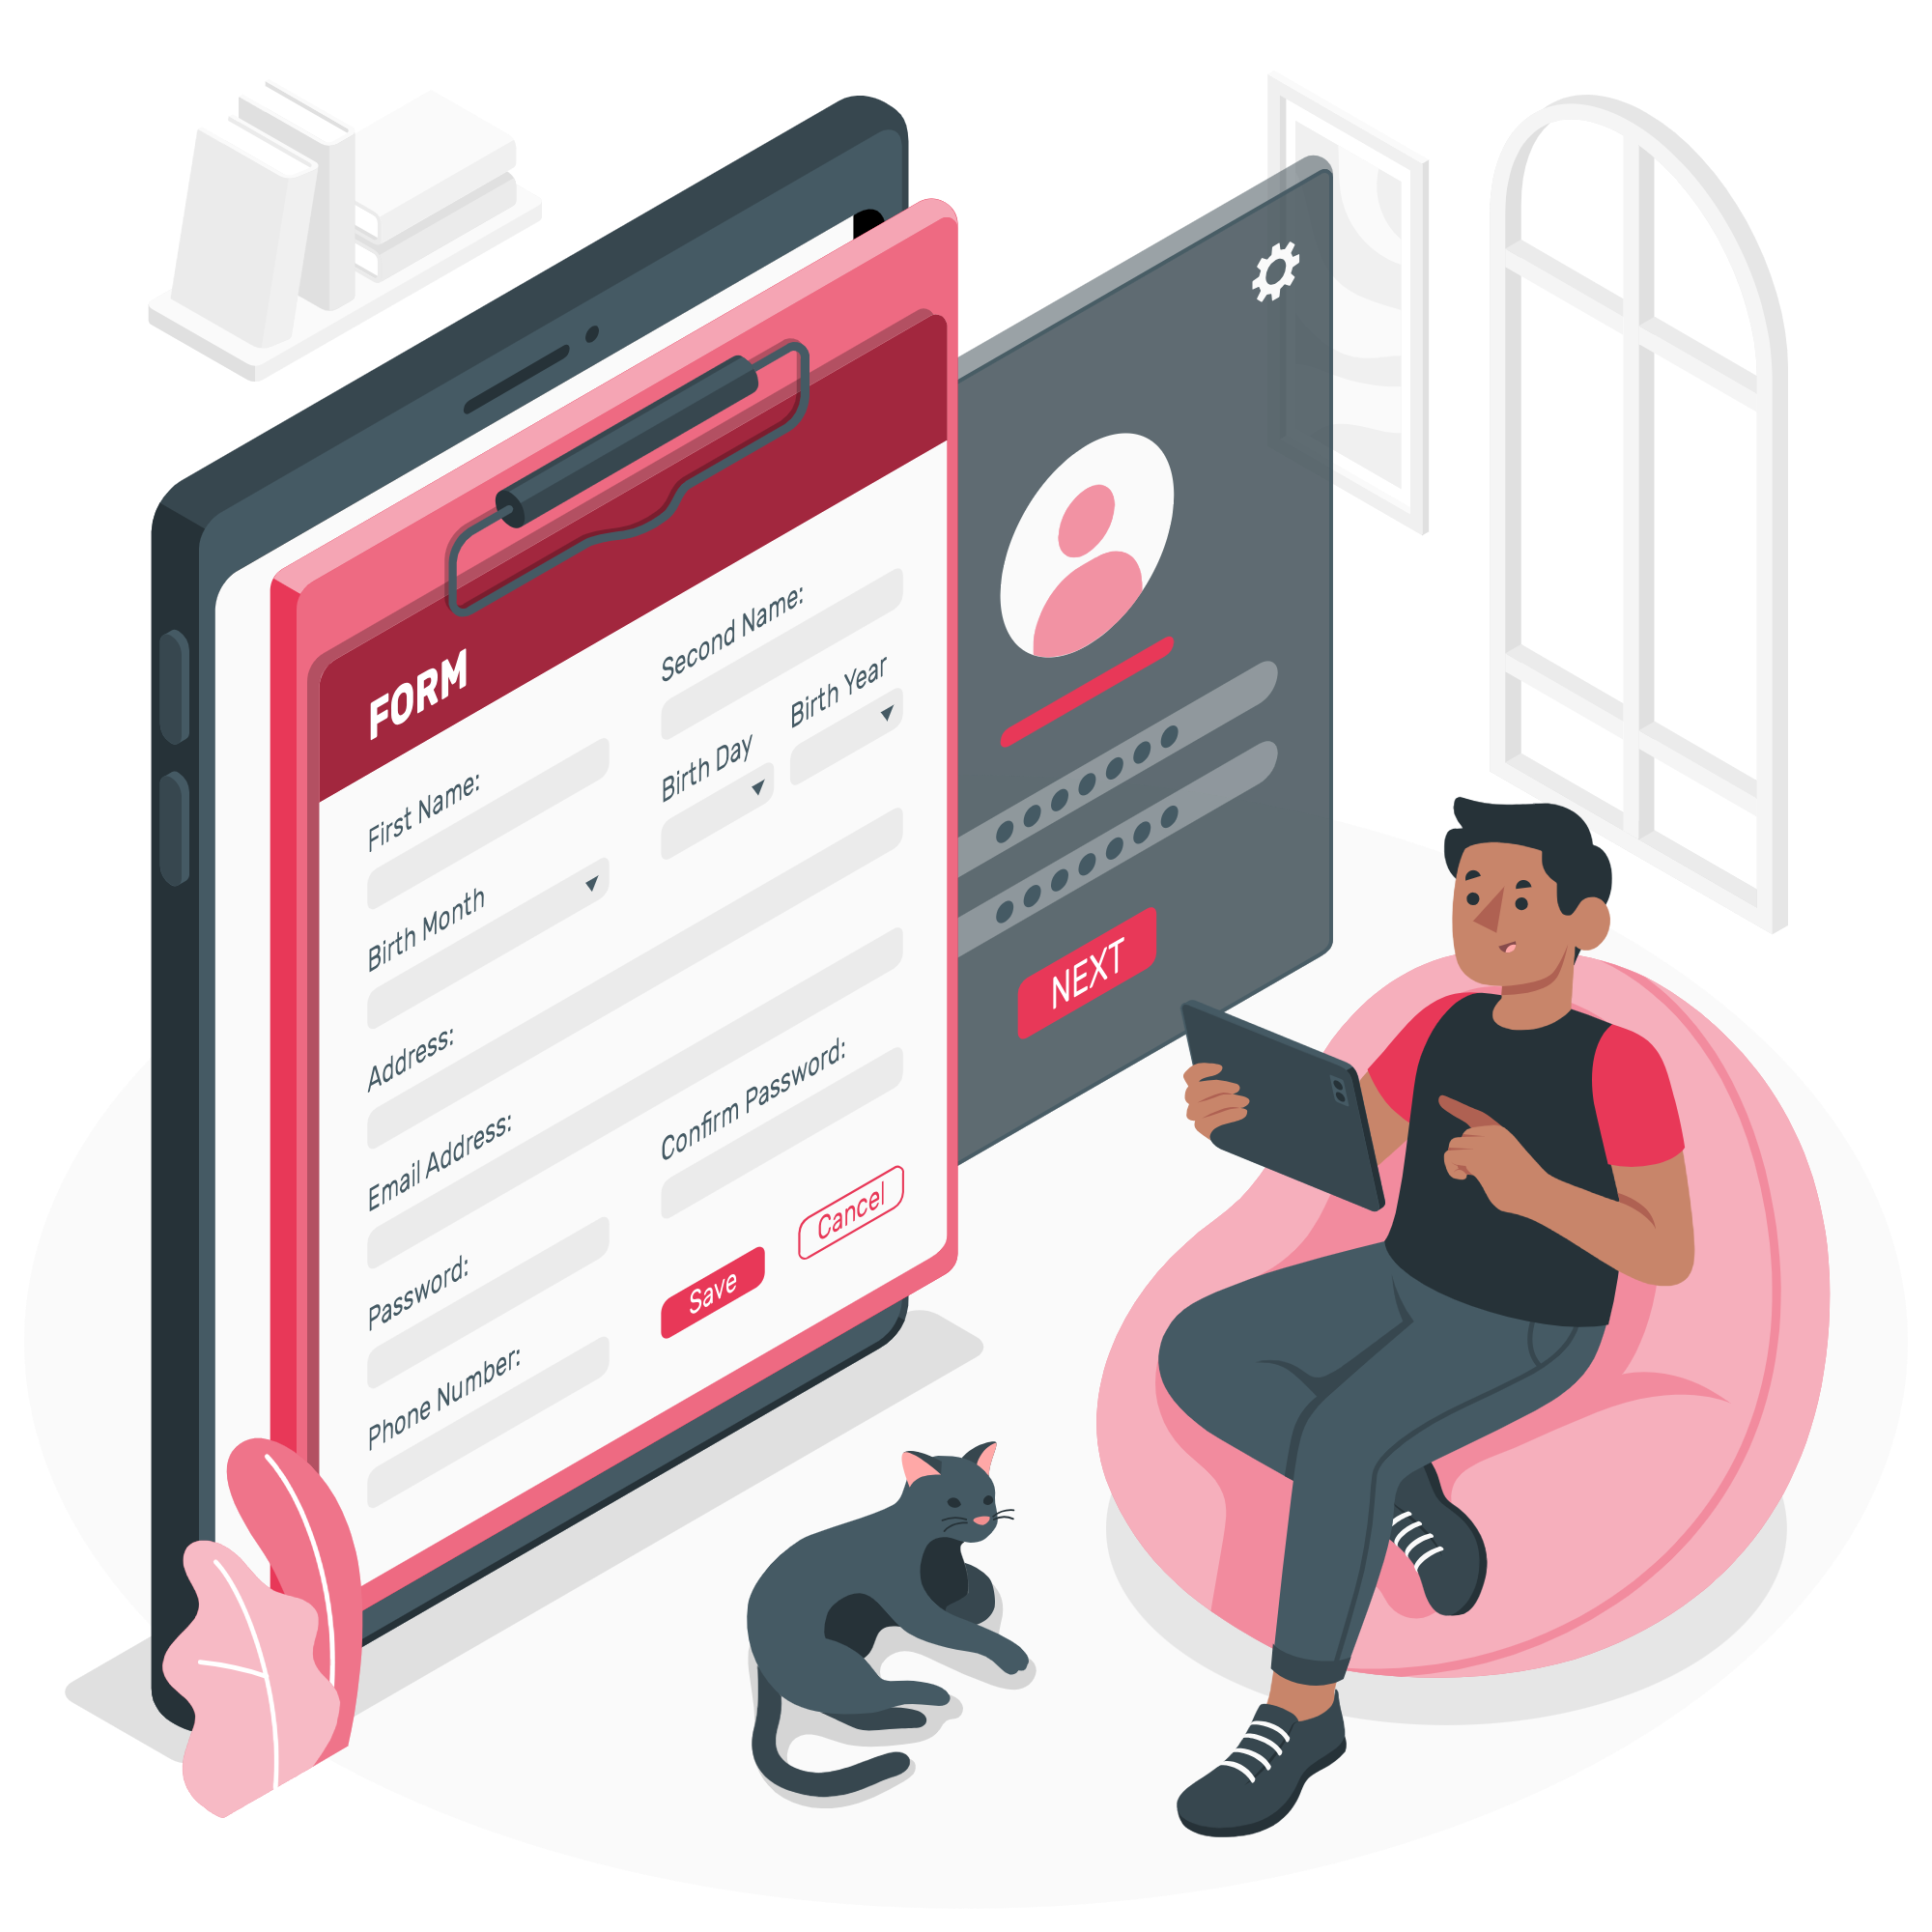 FORM
First Name:
Second Name:
Birth Month
Birth Day
Birth Year
Address:
Email Address:
Password:
Confirm Password:
Phone Number:
Save
Cancel
NEXT